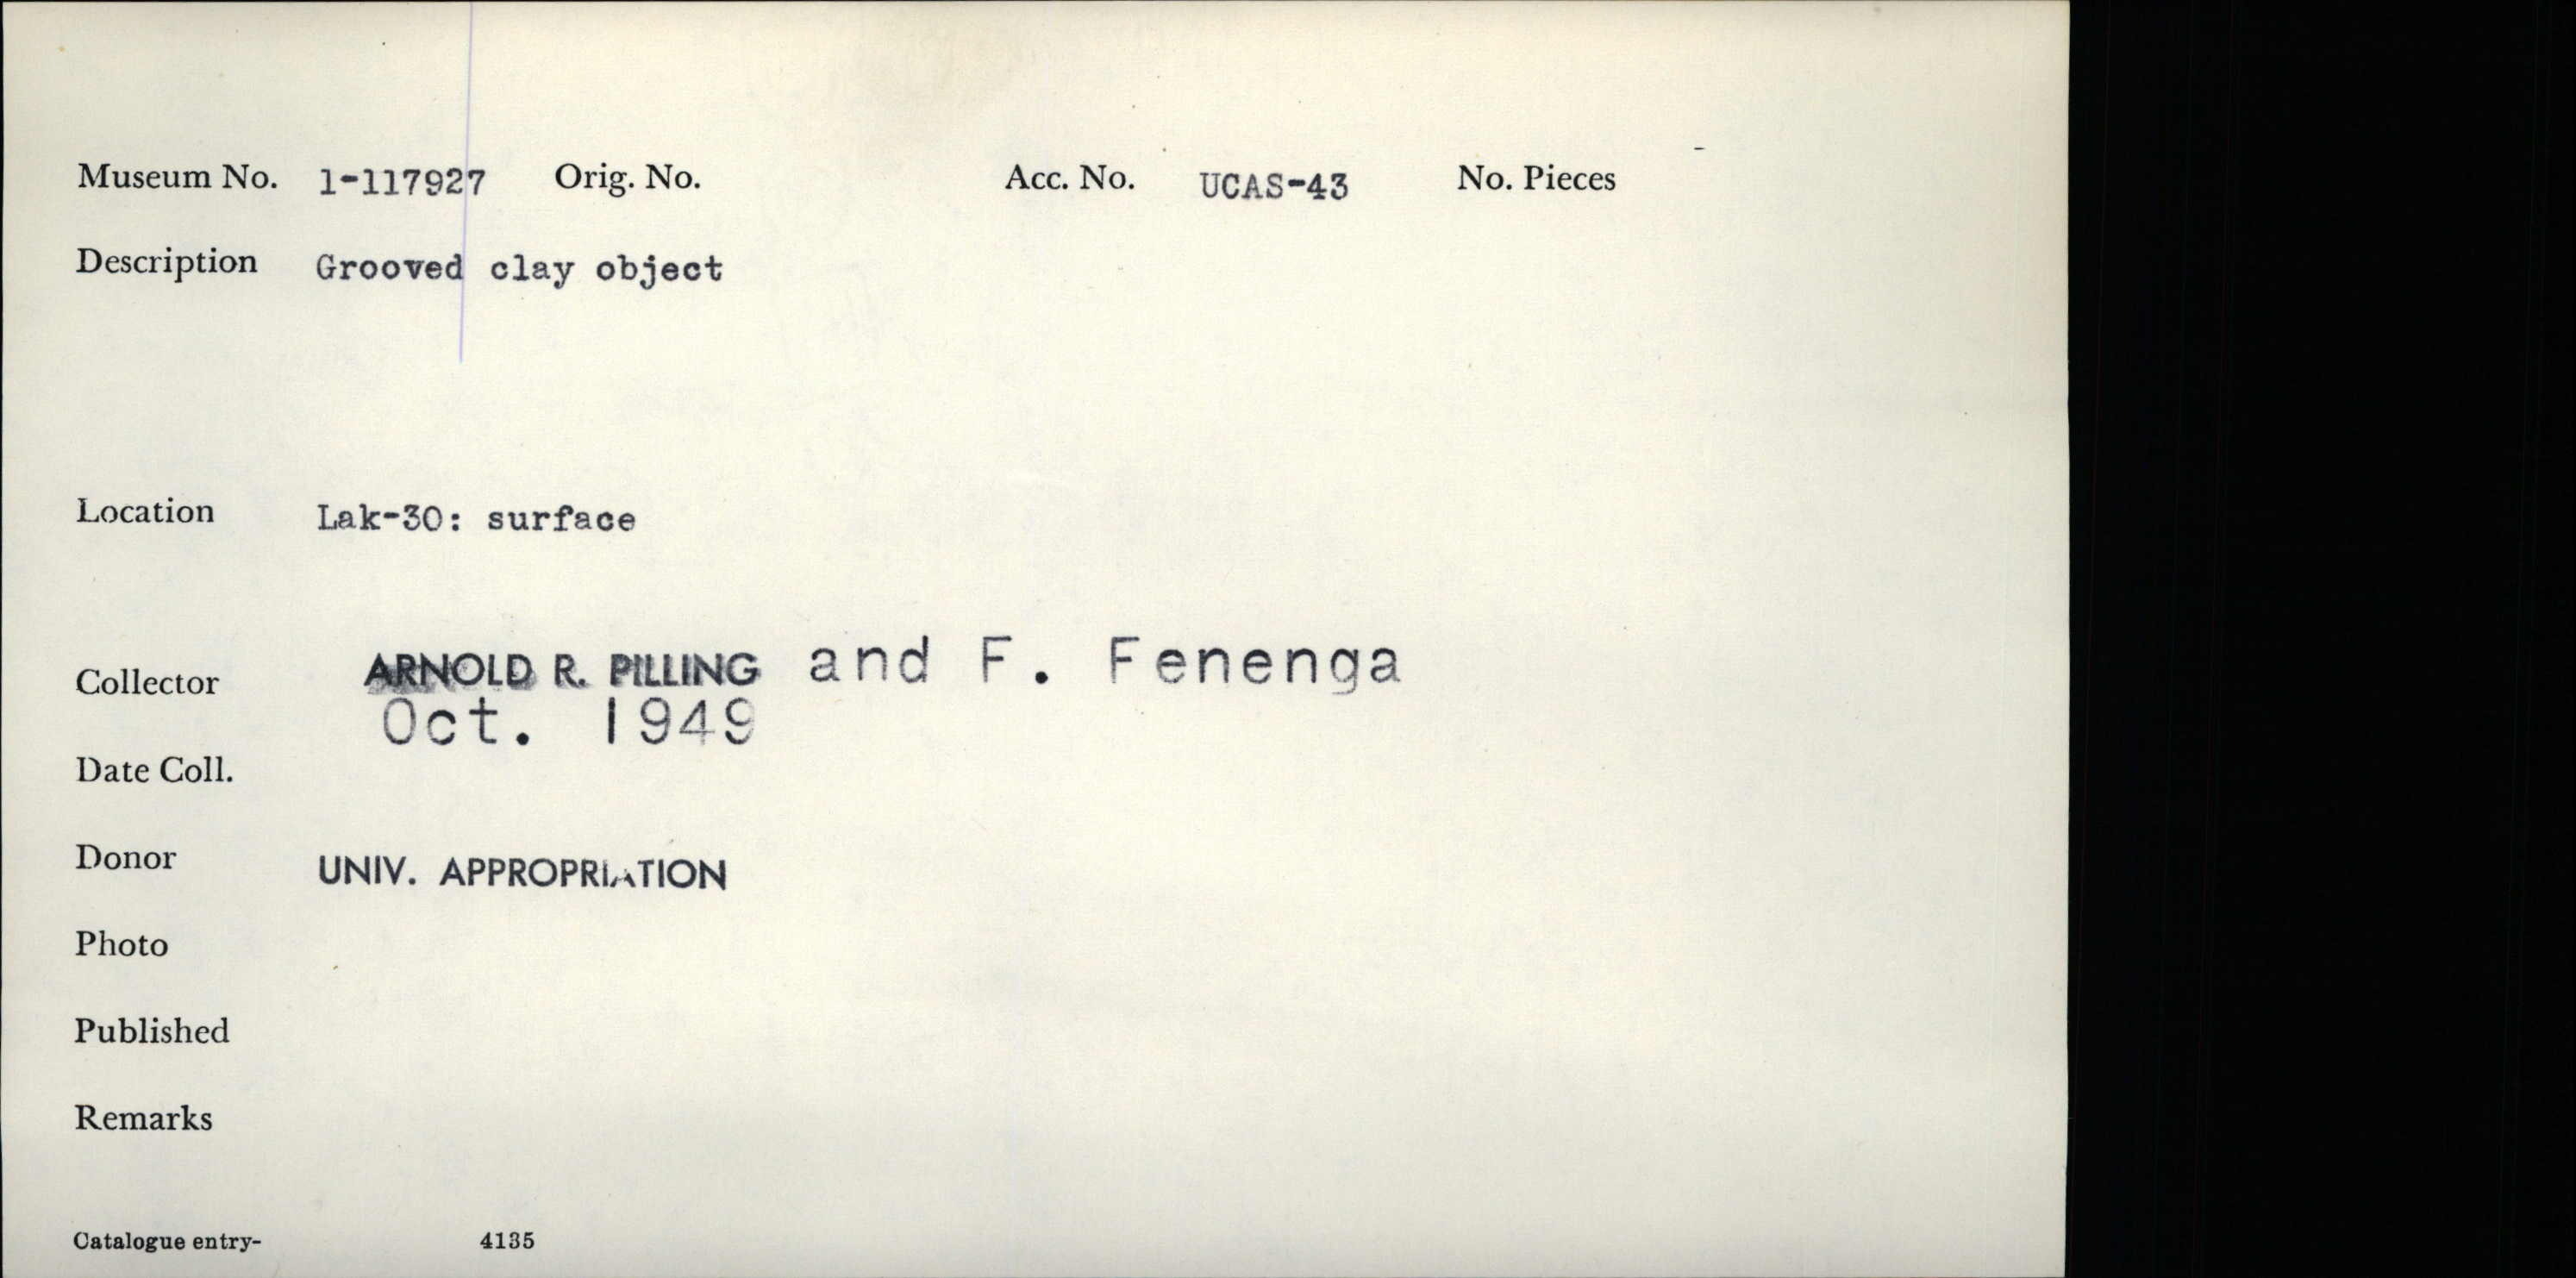 Museum No. 1-117927 Orig. No. Acc. No. UCAS-43 No. Pieces -
Description Grooved clay object
Location Lak-30: surface
Collector ARNOLD R. PILLING and F. Fenenga
Oct. 1949
Date Coll.
Donor UNIV. APPROPRIATION
Photo
Published
Remarks
Catalogue entry- 4135